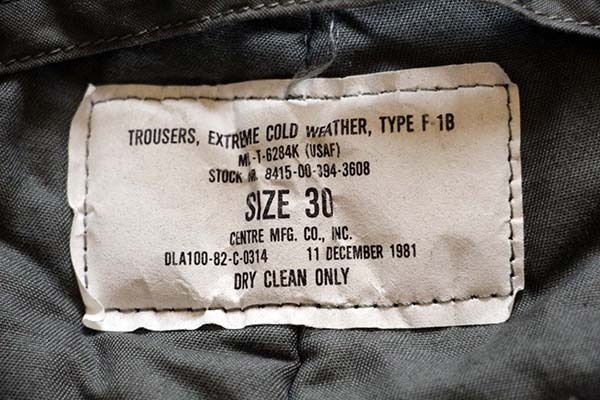 TROUSERS, EXTREME COLD WEATHER, TYPE F-1B
MIL-T-6284K (USAF)
STOCK N. 8415-00-394-3608
SIZE 30
CENTRE MFG. CO., INC.
DLA100-82-C-0314 11 DECEMBER 1981
DRY CLEAN ONLY